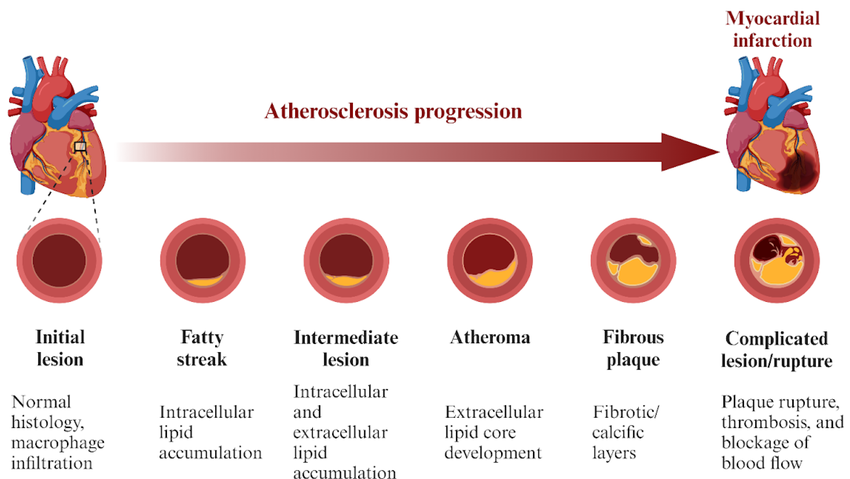 Myocardial
infarction
Atherosclerosis progression
Initial
lesion
Fatty
streak
Intermediate
lesion
Atheroma
Fibrous
plaque
Complicated
lesion/rupture
Normal
histology,
macrophage
infiltration
Intracellular
lipid
accumulation
Intracellular
and
extracellular
lipid
accumulation
Extracellular
lipid core
development
Fibrotic/
calcific
layers
Plaque rupture,
thrombosis, and
blockage of
blood flow